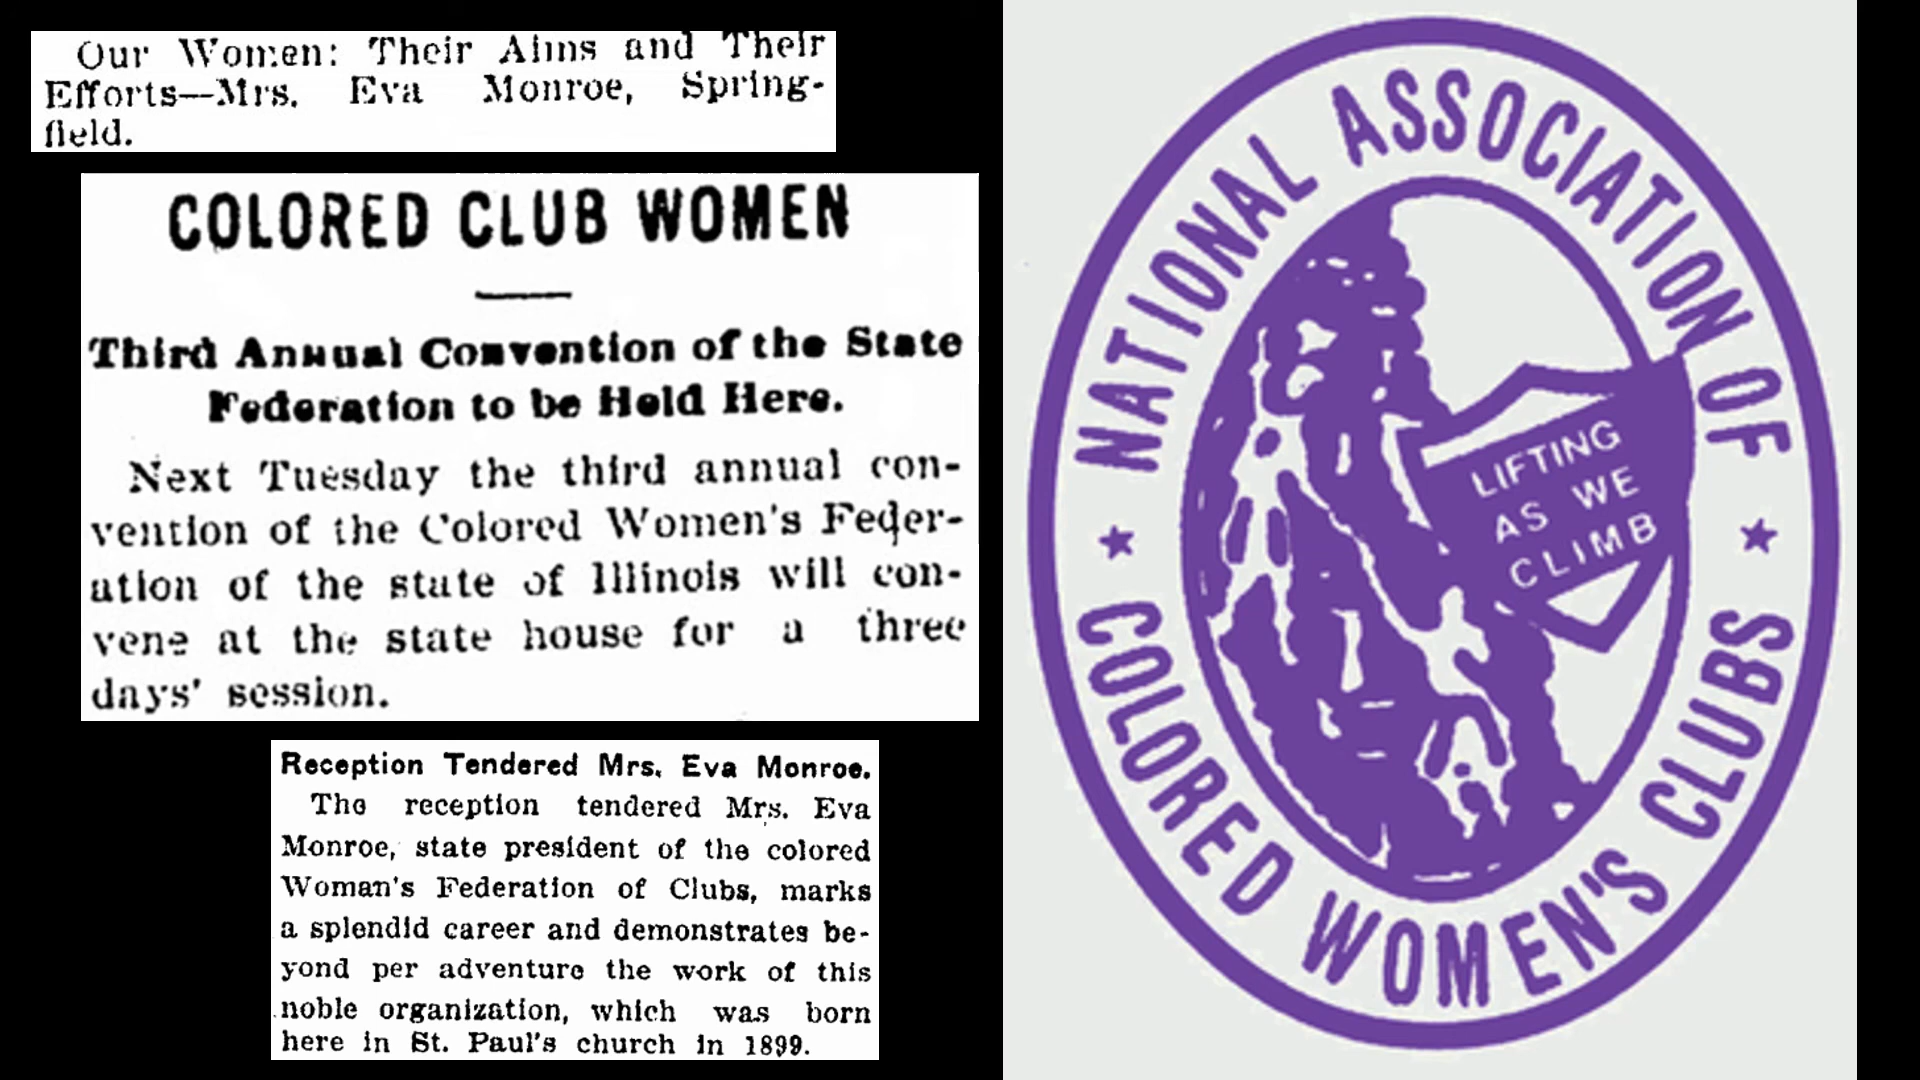 Our Women: Their Aims and Their
Efforts—Mrs. Eva Monroe, Spring-
field.
COLORED CLUB WOMEN
Third Annual Convention of the State
Federation to be Held Here.
Next Tuesday the third annual con-
vention of the Colored Women's Feder-
ation of the state of Illinois will con-
vene at the state house for a three
days' session.
Reception Tendered Mrs. Eva Monroe.
The reception tendered Mrs. Eva
Monroe, state president of the colored
Woman's Federation of Clubs, marks
a splendid career and demonstrates be-
yond per adventure the work of this
noble organization, which was born
here in St. Paul's church in 1899.
NATIONAL ASSOCIATION OF
COLORED WOMEN'S CLUBS
LIFTING
AS WE
CLIMB